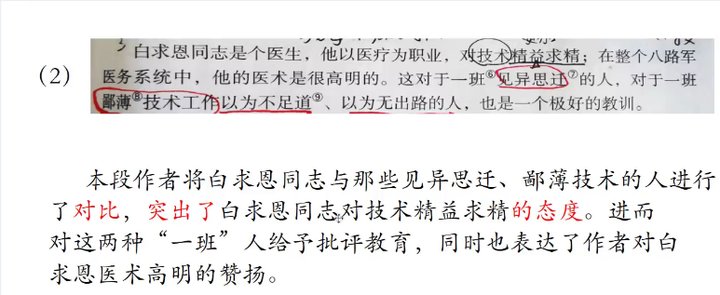 白求恩同志是个医生，他以医疗为职业，对技术精益求精；在整个八路军
（2）
医务系统中，他的医术是很高明的。这对于一班⑥见异思迁⑦的人，对于一班
鄙薄⑧技术工作以为不足道⑨、以为无出路的人，也是一个极好的教训。
本段作者将白求恩同志与那些见异思迁、鄙薄技术的人进行
了对比，突出了白求恩同志对技术精益求精的态度。进而
对这两种“一班”人给予批评教育，同时也表达了作者对白
求恩医术高明的赞扬。